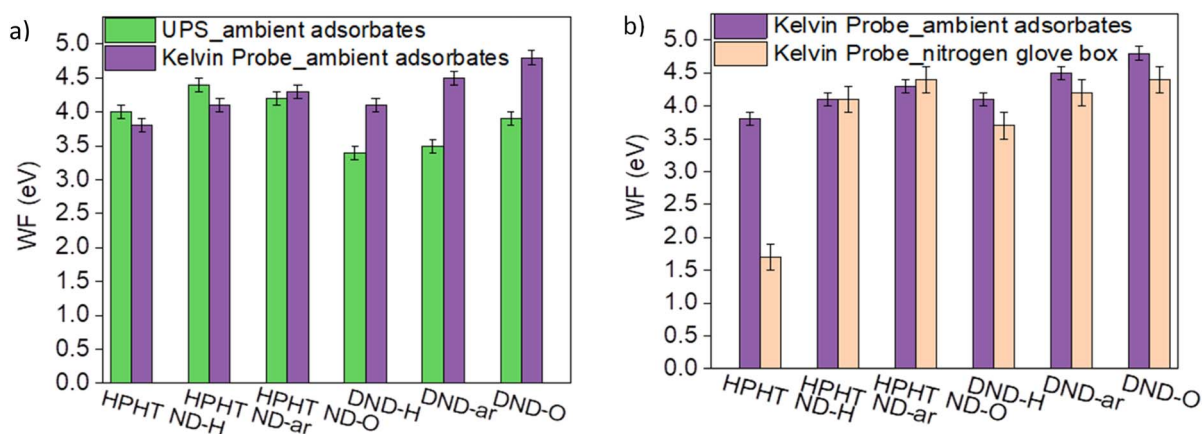 a)
UPS_ambient adsorbates
Kelvin Probe_ambient adsorbates
WF (eV)
5.0
4.5
4.0
3.5
3.0
2.5
2.0
1.5
1.0
0.5
0.0
HPHT ND-H
HPHT ND-ar
HPHT ND-O
DND-H
DND-ar
DND-O
b)
Kelvin Probe_ambient adsorbates
Kelvin Probe_nitrogen glove box
WF (eV)
5.0
4.5
4.0
3.5
3.0
2.5
2.0
1.5
1.0
0.5
0.0
HPHT ND-H
HPHT ND-ar
HPHT ND-O
DND-H
DND-ar
DND-O